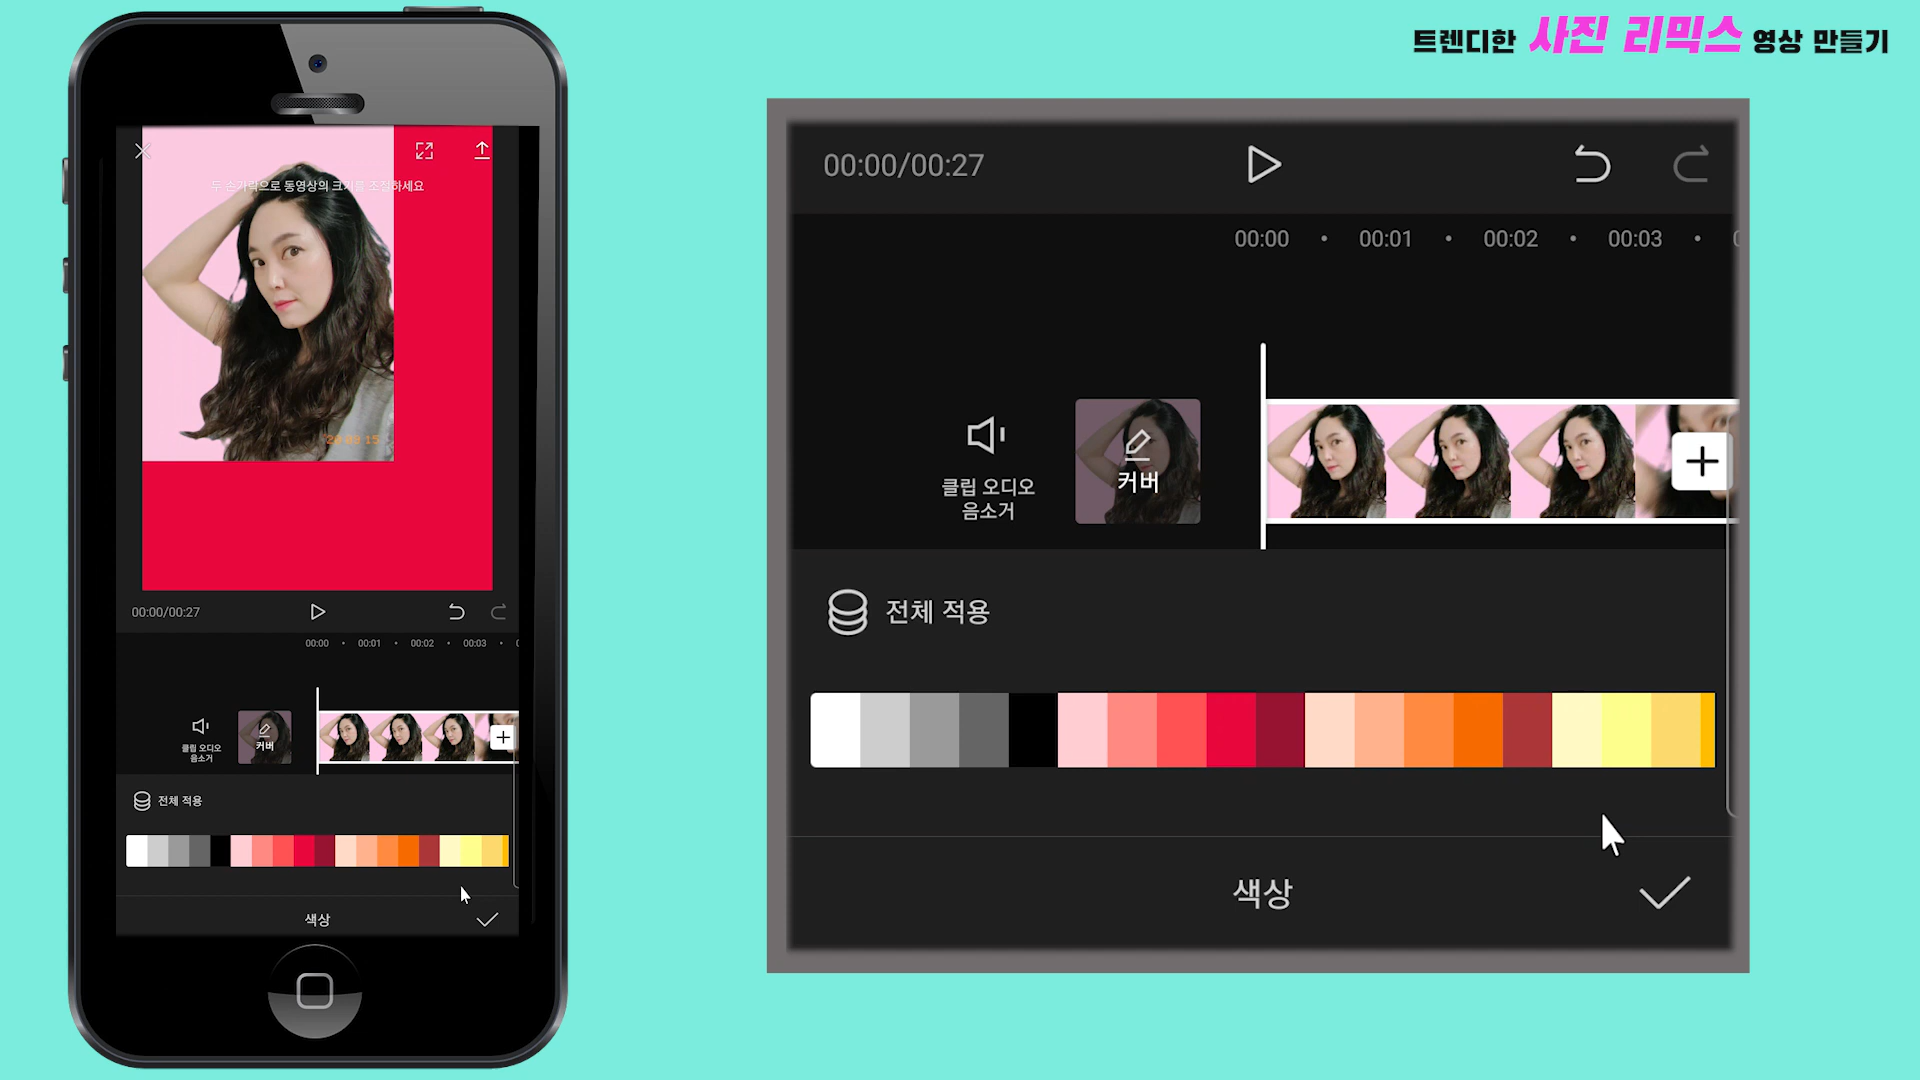 트렌디한 사진 리믹스 영상 만들기
두 손가락으로 동영상의 크기를 조절하세요
20 09 15
00:00/00:27
00:00 • 00:01 • 00:02 • 00:03 •
클립 오디오
음소거
커버
전체 적용
색상
00:00/00:27
00:00 • 00:01 • 00:02 • 00:03 •
클립 오디오
음소거
커버
전체 적용
색상